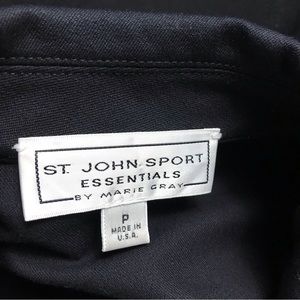 ST. JOHN SPORT
ESSENTIALS
BY MARIE GRAY
P
MADE IN
U.S.A.